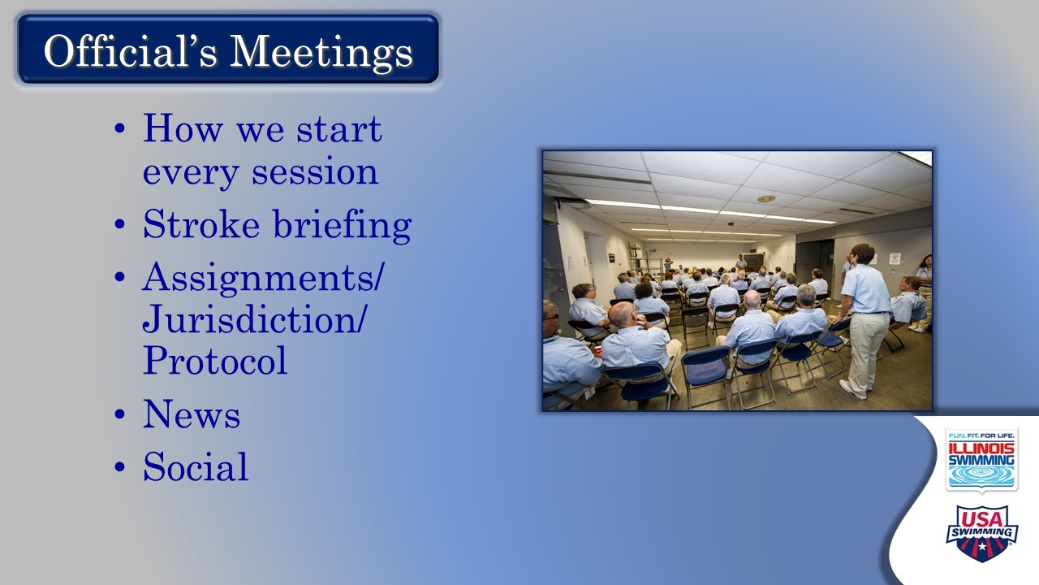 Official’s Meetings
• How we start
every session
• Stroke briefing
• Assignments/
Jurisdiction/
Protocol
• News
• Social
FUN. FIT. FOR LIFE.
ILLINOIS
SWIMMING
USA
SWIMMING